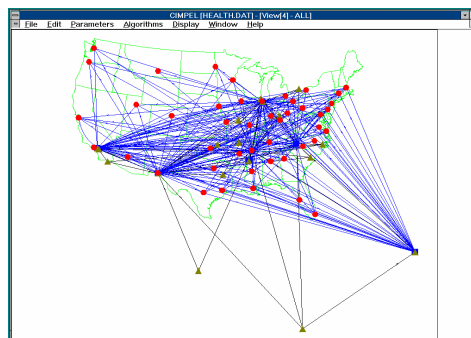 CIMPEL [HEALTH.DAT] - [View(4) - ALL]
File Edit Parameters Algorithms Display Window Help